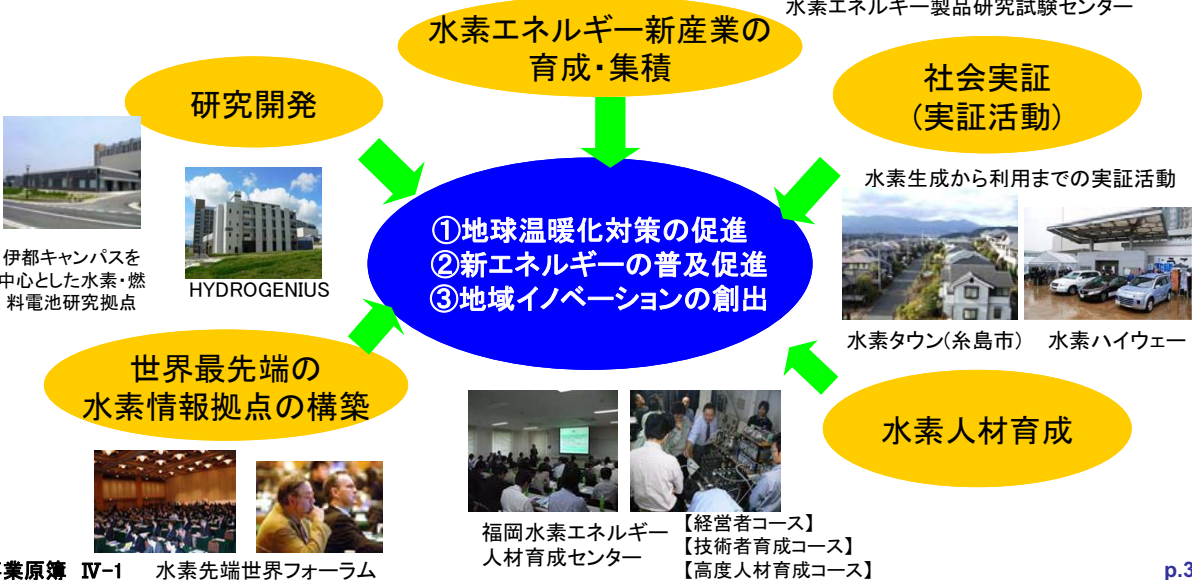 水素エネルギー製品研究試験センター
水素エネルギー新産業の
育成・集積
研究開発
社会実証
(実証活動)
水素生成から利用までの実証活動
①地球温暖化対策の促進
②新エネルギーの普及促進
③地域イノベーションの創出
伊都キャンパスを
中心とした水素・燃
料電池研究拠点
HYDROGENIUS
水素タウン(糸島市)
水素ハイウェー
世界最先端の
水素情報拠点の構築
水素人材育成
福岡水素エネルギー
人材育成センター
【経営者コース】
【技術者育成コース】
【高度人材育成コース】
業原簿 Ⅳ-1
水素先端世界フォーラム
p.3